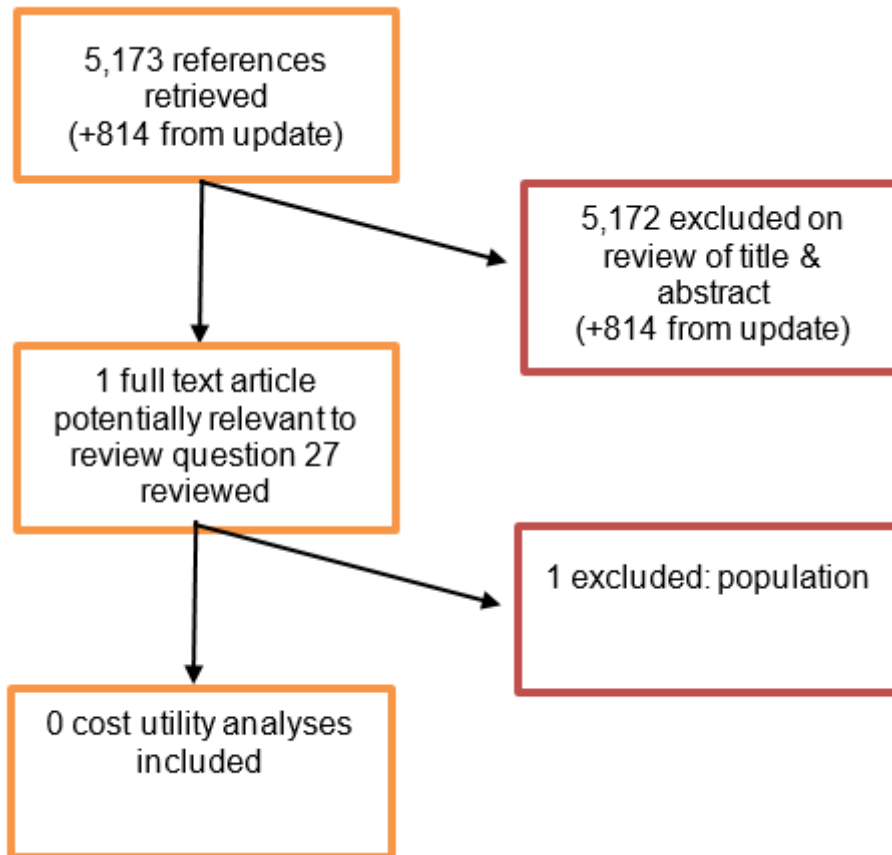 5,173 references
retrieved
(+814 from update)
5,172 excluded on
review of title &
abstract
(+814 from update)
1 full text article
potentially relevant to
review question 27
reviewed
1 excluded: population
0 cost utility analyses
included